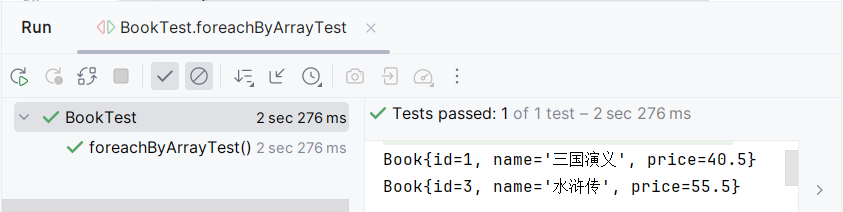 Run BookTest.foreachByArrayTest
BookTest 2 sec 276 ms
Tests passed: 1 of 1 test – 2 sec 276 ms
foreachByArrayTest() 2 sec 276 ms
Book{id=1, name='三国演义', price=40.5}
Book{id=3, name='水浒传', price=55.5}